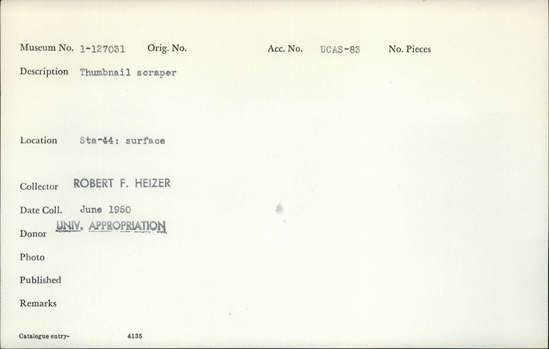 Museum No. 1-127031 Orig. No. Acc. No. UCAS-83 No. Pieces
Description Thumbnail scraper
Location Sta-44: surface
Collector ROBERT F. HEIZER
Date Coll. June 1950
Donor UNIV. APPROPRIATION
Photo
Published
Remarks
Catalogue entry- 4135